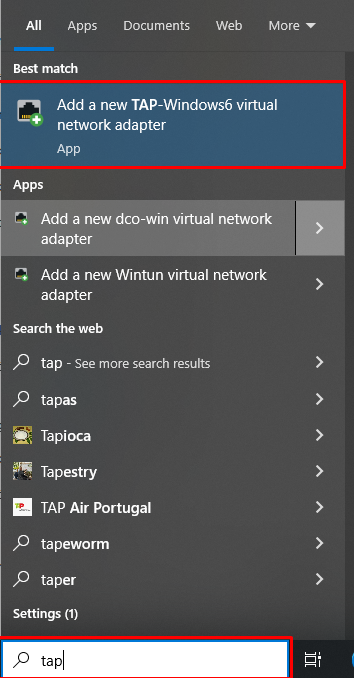 All Apps Documents Web More
Best match
Add a new TAP-Windows6 virtual
network adapter
App
Apps
Add a new dco-win virtual network
adapter
Add a new Wintun virtual network
adapter
Search the web
tap - See more search results
tapas
Tapioca
Tapestry
TAP Air Portugal
tapeworm
taper
Settings (1)
tap